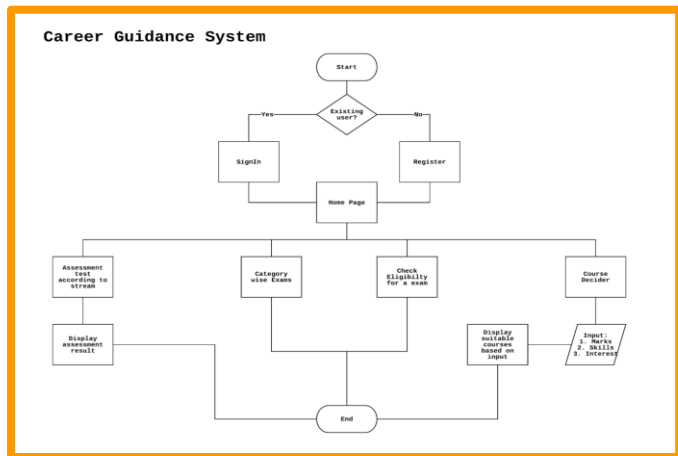 Career Guidance System
Start
Existing
user?
Yes
No
SignIn
Register
Home Page
Assessment
test
according to
stream
Category
wise Exams
Check
Eligibilty
for a exam
Course
Decider
Display
assessment
result
Display
suitable
courses
based on
input
Input:
1. Marks
2. Skills
3. Interest
End